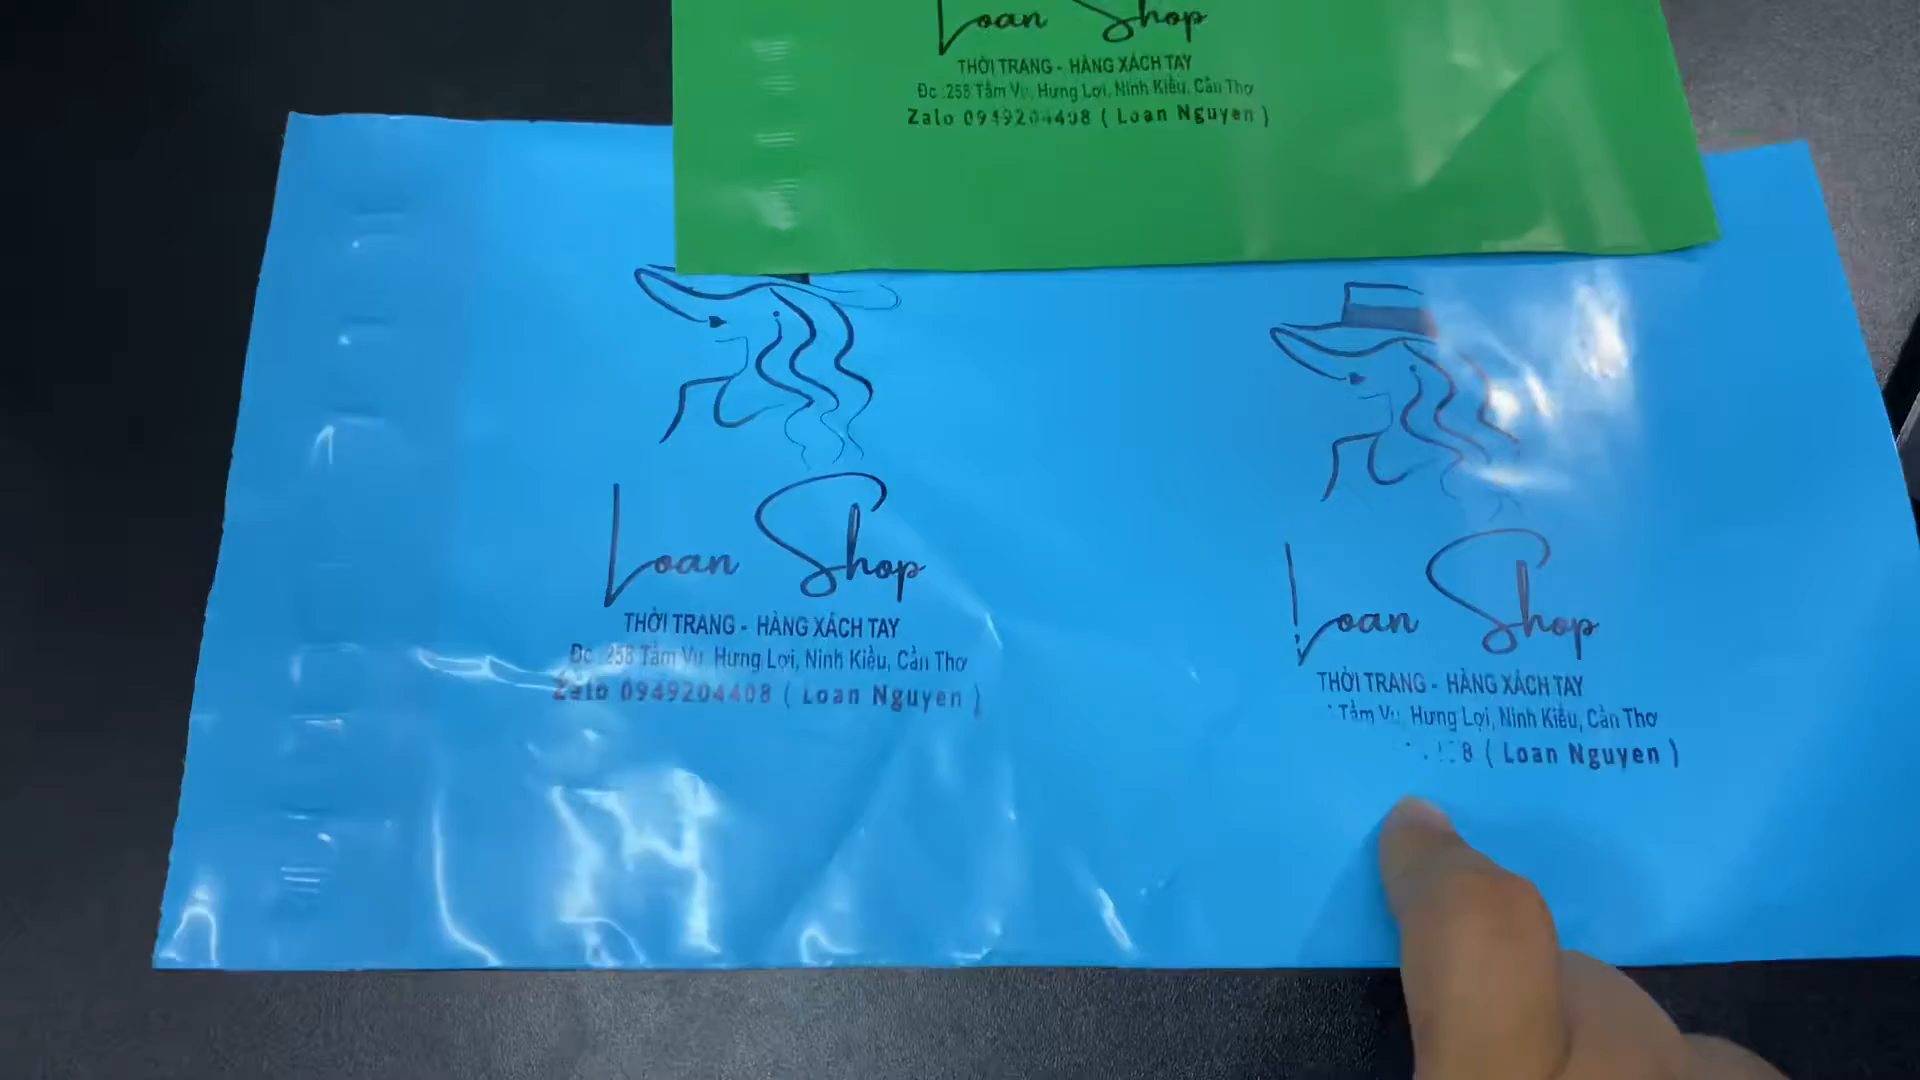 Loan Shop
THỜI TRANG - HÀNG XÁCH TAY
Đc :258 Tầm Vu, Hưng Lợi, Ninh Kiều, Cần Thơ
Zalo 0949204408 ( Loan Nguyen )
Loan Shop
THỜI TRANG - HÀNG XÁCH TAY
Đc :258 Tầm Vu, Hưng Lợi, Ninh Kiều, Cần Thơ
Zalo 0949204408 ( Loan Nguyen )
Loan Shop
THỜI TRANG - HÀNG XÁCH TAY
Tầm Vu, Hưng Lợi, Ninh Kiều, Cần Thơ
8 ( Loan Nguyen )